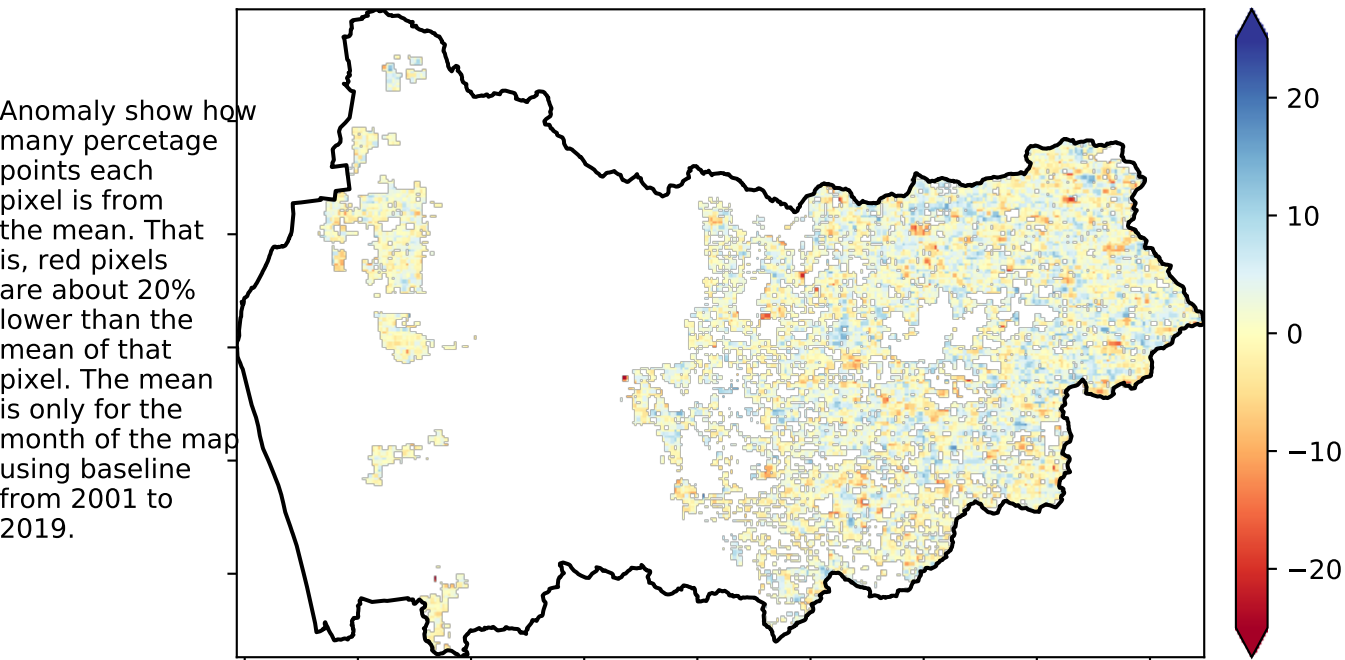 Anomaly show how
many percetage
points each
pixel is from
the mean. That
is, red pixels
are about 20%
lower than the
mean of that
pixel. The mean
is only for the
month of the map
using baseline
from 2001 to
2019.
20
10
0
−10
−20